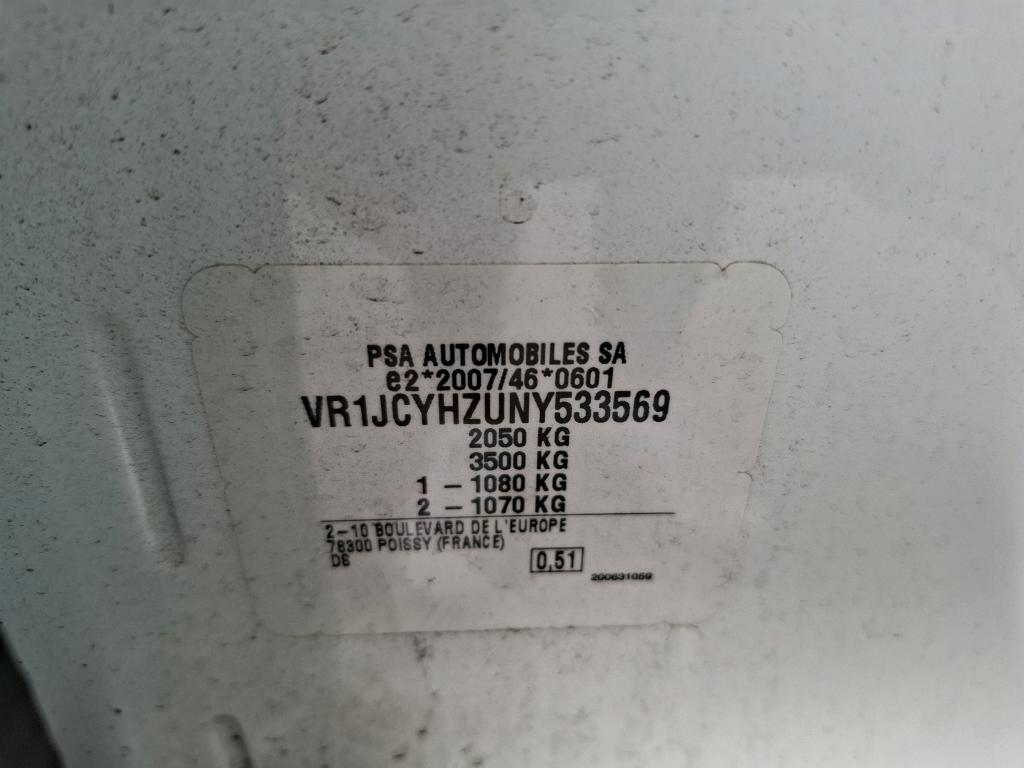 PSA AUTOMOBILES SA
e2*2007/46*0601
VR1JCYHZUNY533569
2050 KG
3500 KG
1 – 1080 KG
2 – 1070 KG
2–10 BOULEVARD DE L'EUROPE
78300 POISSY (FRANCE)
DS
0,51
200631059